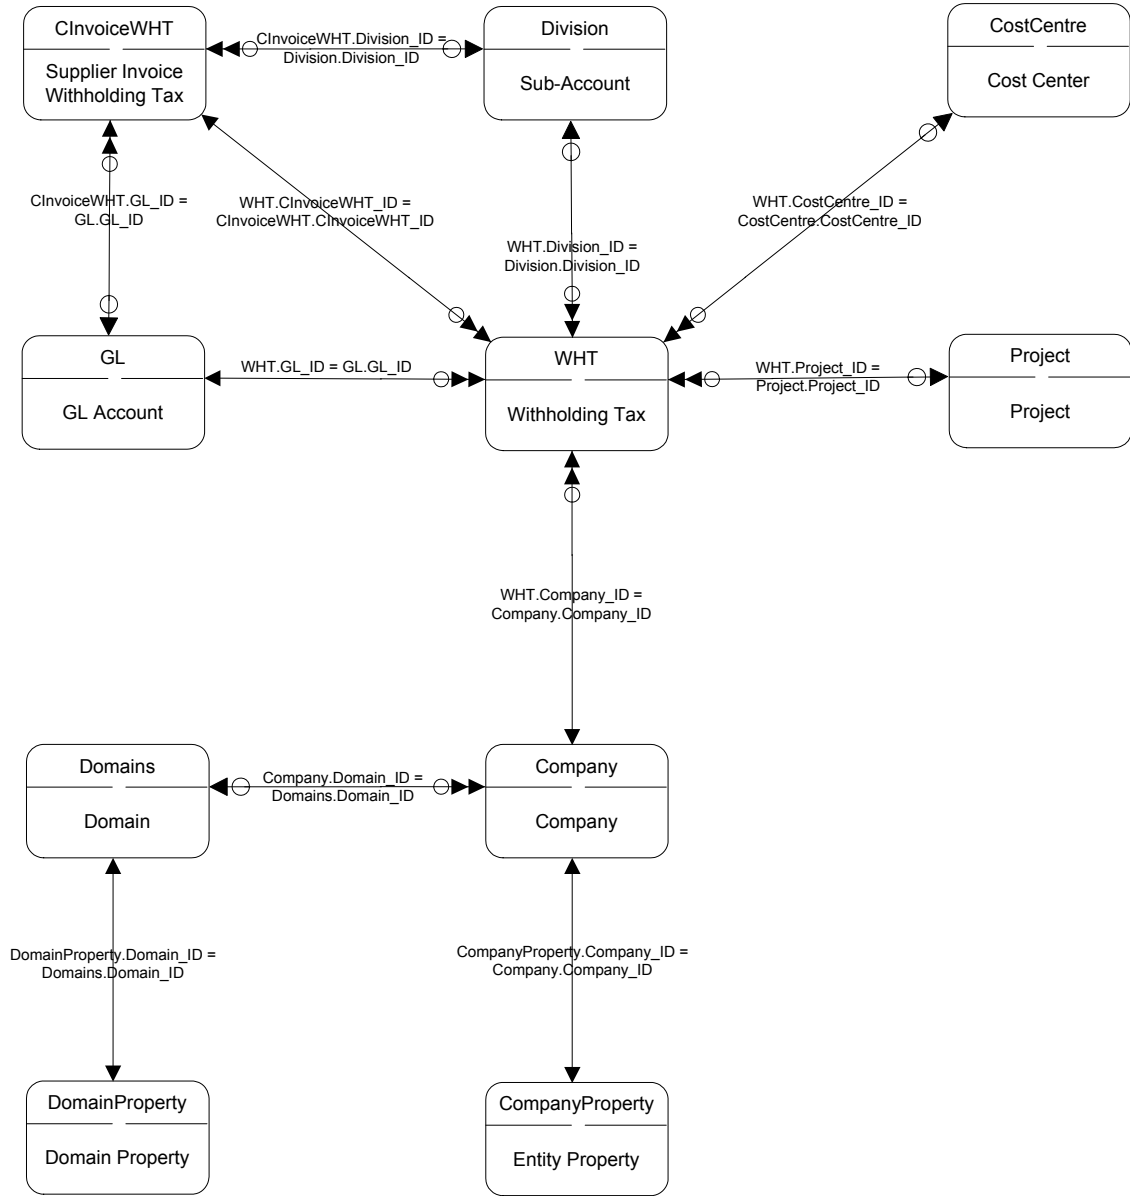 CInvoiceWHT
Supplier Invoice
Withholding Tax
CInvoiceWHT.Division_ID =
Division.Division_ID
Division
Sub-Account
CostCentre
Cost Center
CInvoiceWHT.GL_ID =
GL.GL_ID
WHT.CInvoiceWHT_ID =
CInvoiceWHT.CInvoiceWHT_ID
WHT.Division_ID =
Division.Division_ID
WHT.CostCentre_ID =
CostCentre.CostCentre_ID
GL
GL Account
WHT.GL_ID = GL.GL_ID
WHT
Withholding Tax
WHT.Project_ID =
Project.Project_ID
Project
Project
WHT.Company_ID =
Company.Company_ID
Domains
Domain
Company.Domain_ID =
Domains.Domain_ID
Company
Company
DomainProperty.Domain_ID =
Domains.Domain_ID
CompanyProperty.Company_ID =
Company.Company_ID
DomainProperty
Domain Property
CompanyProperty
Entity Property